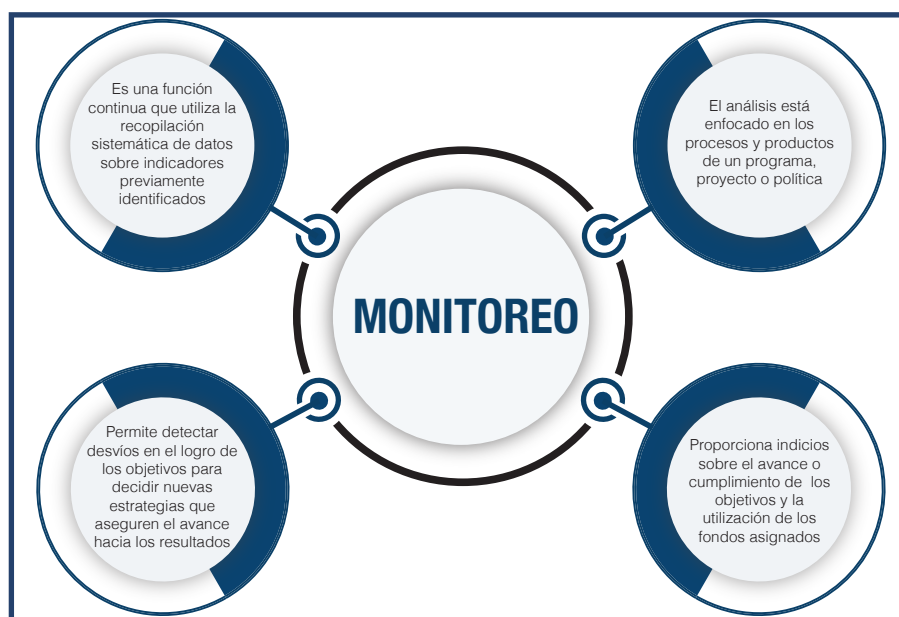 Es una función
continua que utiliza la
recopilación
sistemática de datos
sobre indicadores
previamente
identificados
El análisis está
enfocado en los
procesos y productos
de un programa,
proyecto o política
MONITOREO
Permite detectar
desvíos en el logro de
los objetivos para
decidir nuevas
estrategias que
aseguren el avance
hacia los resultados
Proporciona indicios
sobre el avance o
cumplimiento de los
objetivos y la
utilización de los
fondos asignados